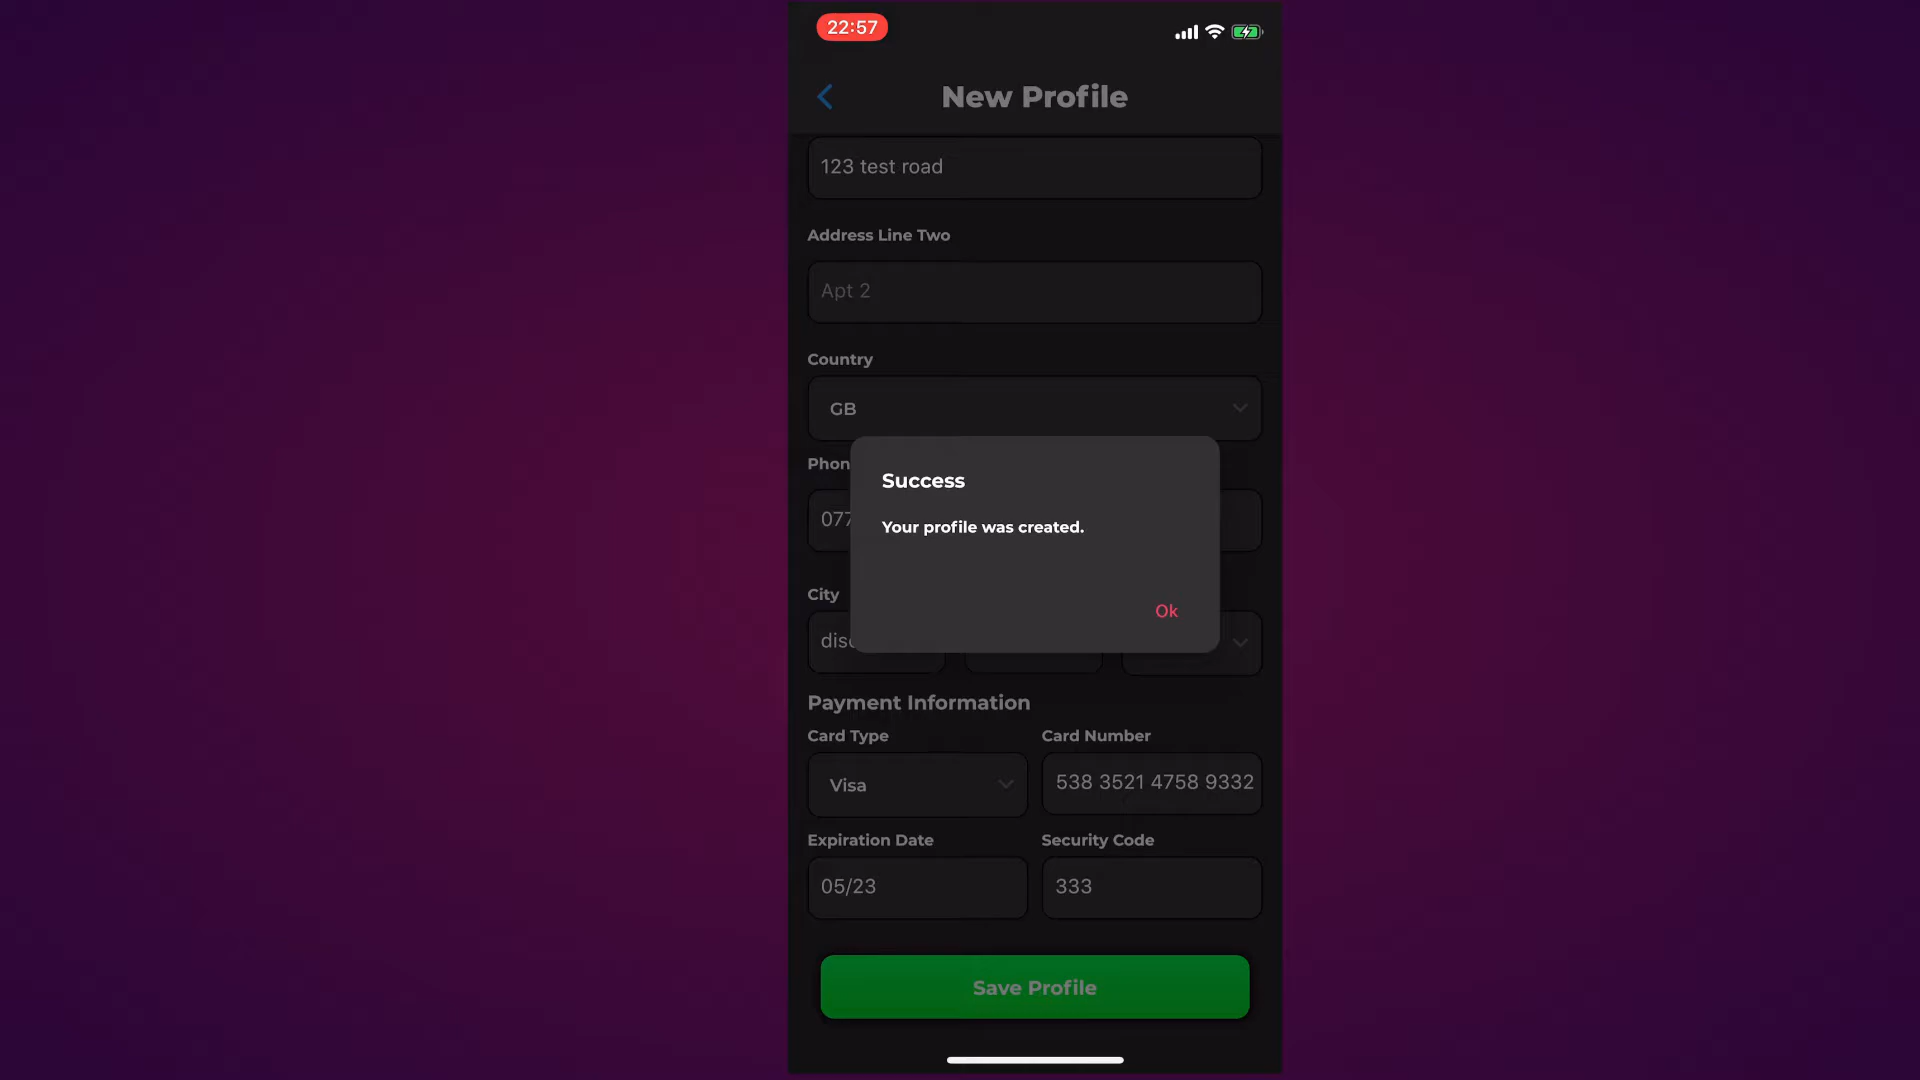 22:57
New Profile
123 test road
Address Line Two
Apt 2
Country
GB
Phon
077
Success
Your profile was created.
Ok
City
disc
Payment Information
Card Type
Card Number
Visa
538 3521 4758 9332
Expiration Date
Security Code
05/23
333
Save Profile